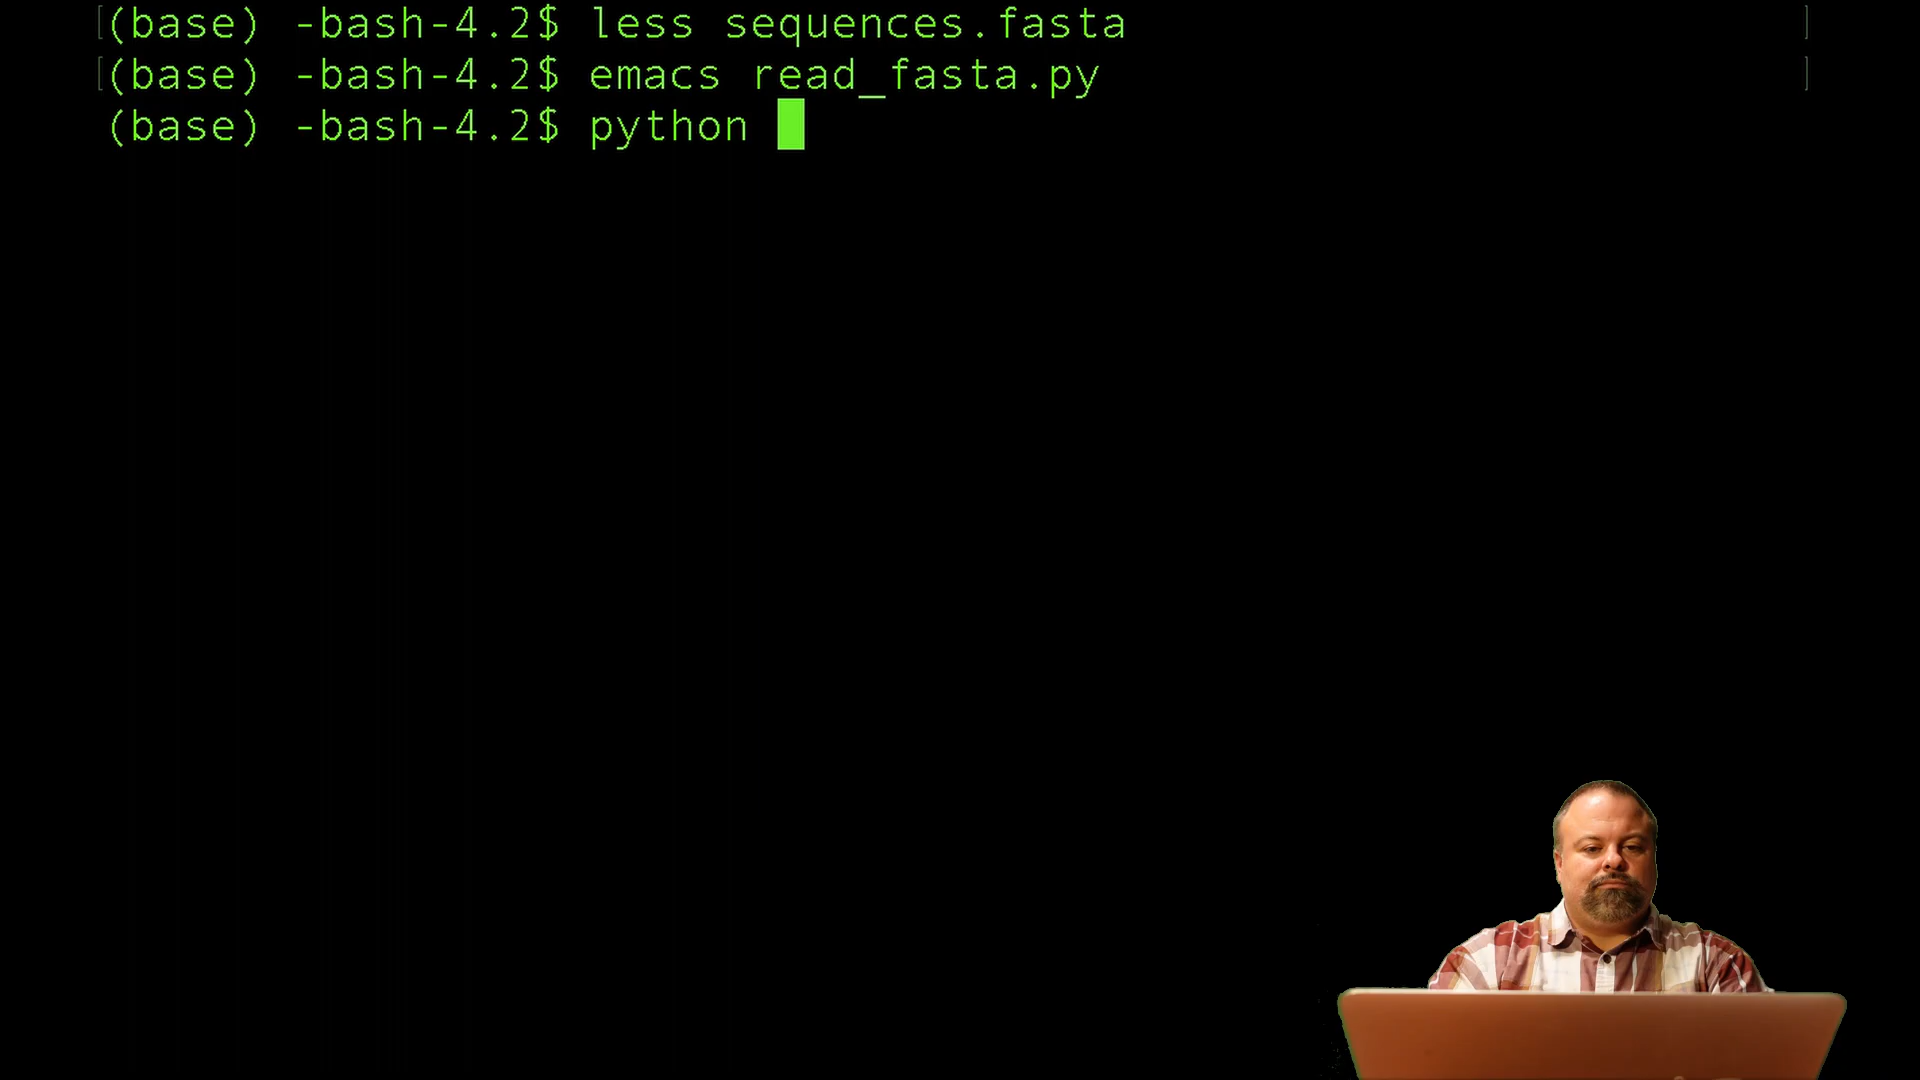 [(base) -bash-4.2$ less sequences.fasta ]
[(base) -bash-4.2$ emacs read_fasta.py ]
(base) -bash-4.2$ python